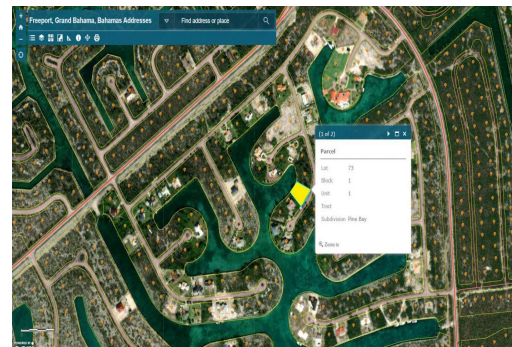 Freeport, Grand Bahama, Bahamas Addresses
Find address or place
(1 of 2)
Parcel
Lot 73
Block 1
Unit 1
Tract
Subdivision Pine Bay
Zoom to